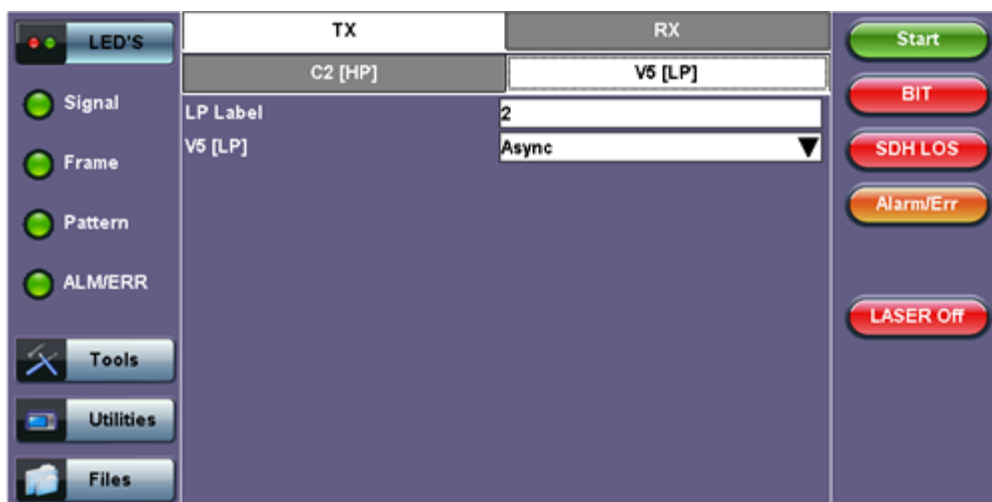 LED'S
Signal
Frame
Pattern
ALM/ERR
Tools
Utilities
Files
TX
RX
C2 [HP]
V5 [LP]
LP Label
2
V5 [LP]
Async
Start
BIT
SDH LOS
Alarm/Err
LASER Off